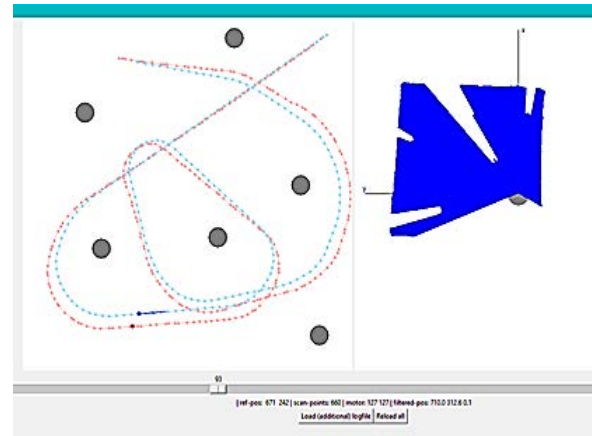 x
y
93
| ref-pos: 671 242 | scan-points: 660 | motor: 127 127 | filtered-pos: 710.0 312.6 0.1
Load (additional) logfile Reload all